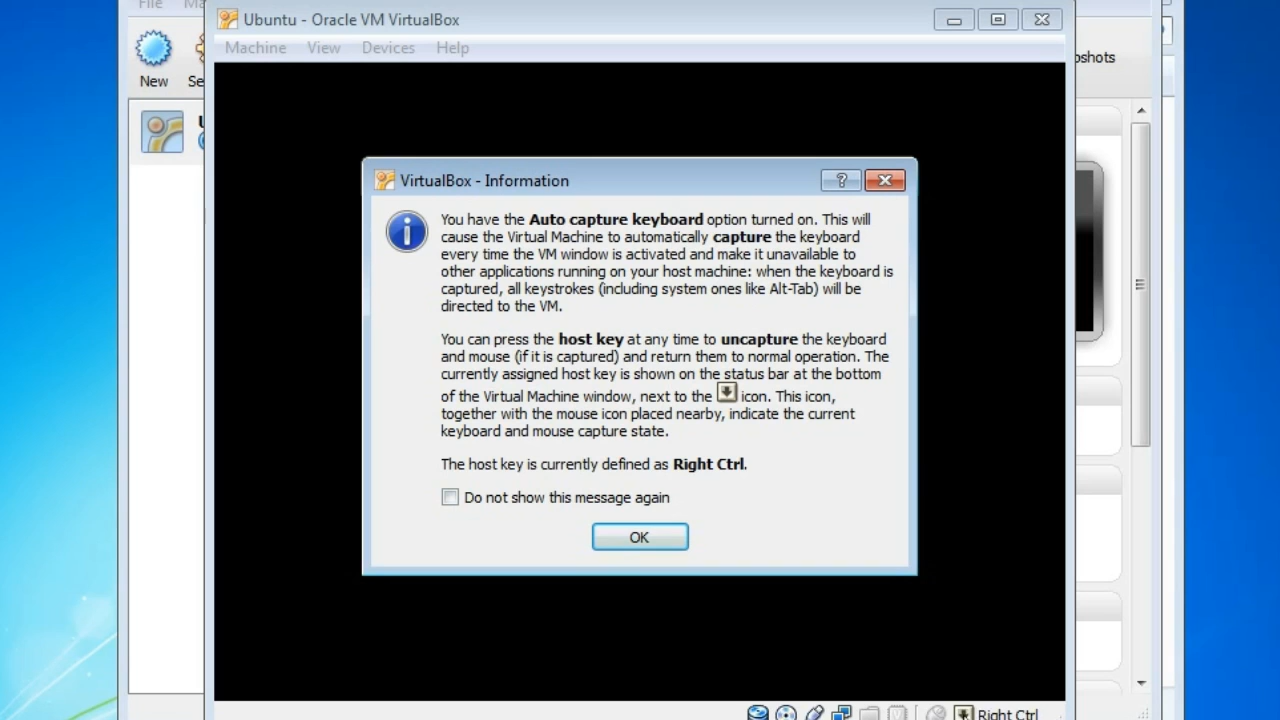 File
Ubuntu - Oracle VM VirtualBox
Machine View Devices Help
New
shots
VirtualBox - Information
?
You have the Auto capture keyboard option turned on. This will
cause the Virtual Machine to automatically capture the keyboard
every time the VM window is activated and make it unavailable to
other applications running on your host machine: when the keyboard is
captured, all keystrokes (including system ones like Alt-Tab) will be
directed to the VM.
You can press the host key at any time to uncapture the keyboard
and mouse (if it is captured) and return them to normal operation. The
currently assigned host key is shown on the status bar at the bottom
of the Virtual Machine window, next to the icon. This icon,
together with the mouse icon placed nearby, indicate the current
keyboard and mouse capture state.
The host key is currently defined as Right Ctrl.
Do not show this message again
OK
Right Ctrl